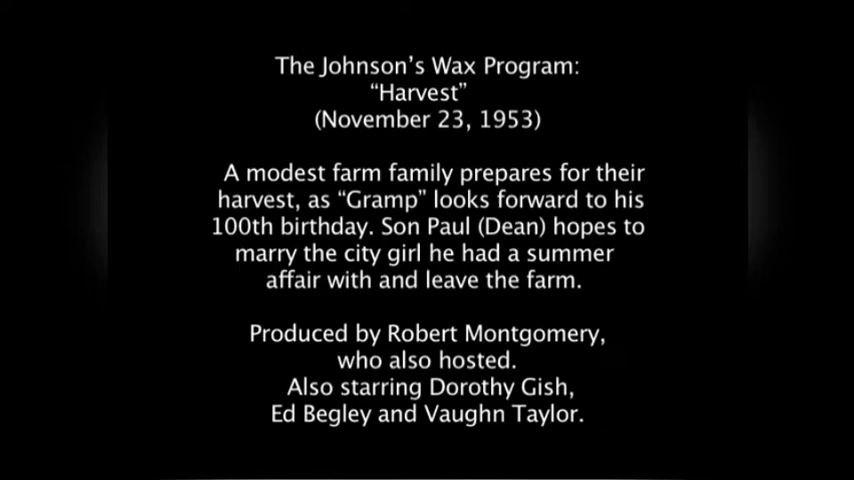 The Johnson’s Wax Program:
“Harvest”
(November 23, 1953)
A modest farm family prepares for their
harvest, as “Gramp” looks forward to his
100th birthday. Son Paul (Dean) hopes to
marry the city girl he had a summer
affair with and leave the farm.
Produced by Robert Montgomery,
who also hosted.
Also starring Dorothy Gish,
Ed Begley and Vaughn Taylor.